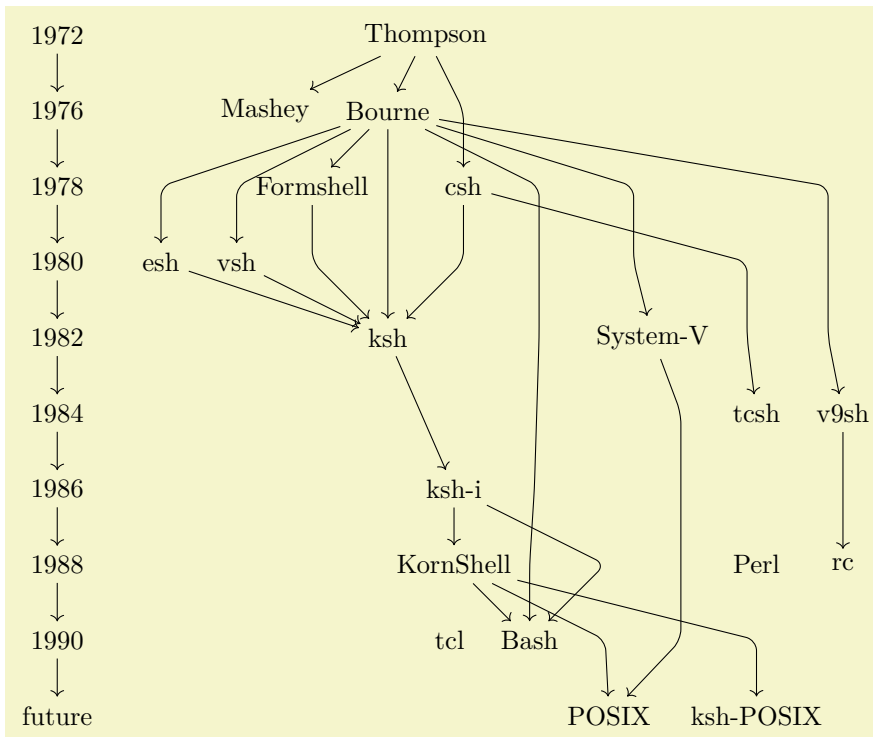 1972 Thompson
1976 Mashey Bourne
1978 Formshell csh
1980 esh vsh
1982 ksh System-V
1984 tcsh v9sh
1986 ksh-i
1988 KornShell Perl rc
1990 tcl Bash
future POSIX ksh-POSIX